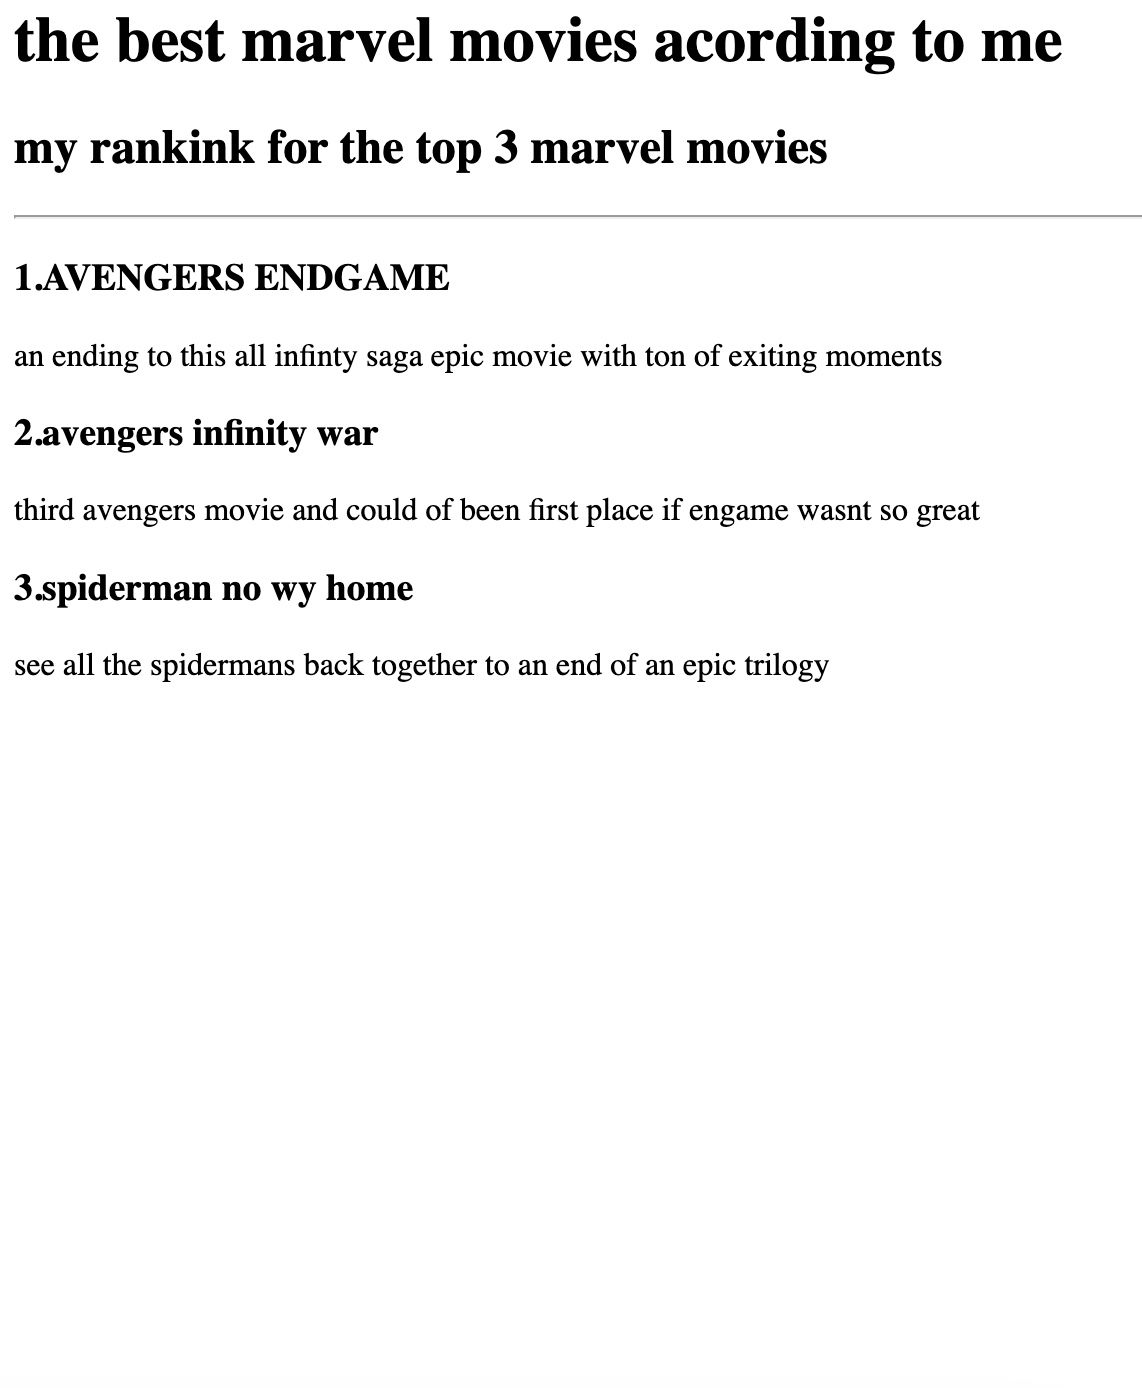 the best marvel movies acording to me
my rankink for the top 3 marvel movies
1.AVENGERS ENDGAME
an ending to this all infinty saga epic movie with ton of exiting moments
2.avengers infinity war
third avengers movie and could of been first place if engame wasnt so great
3.spiderman no wy home
see all the spidermans back together to an end of an epic trilogy